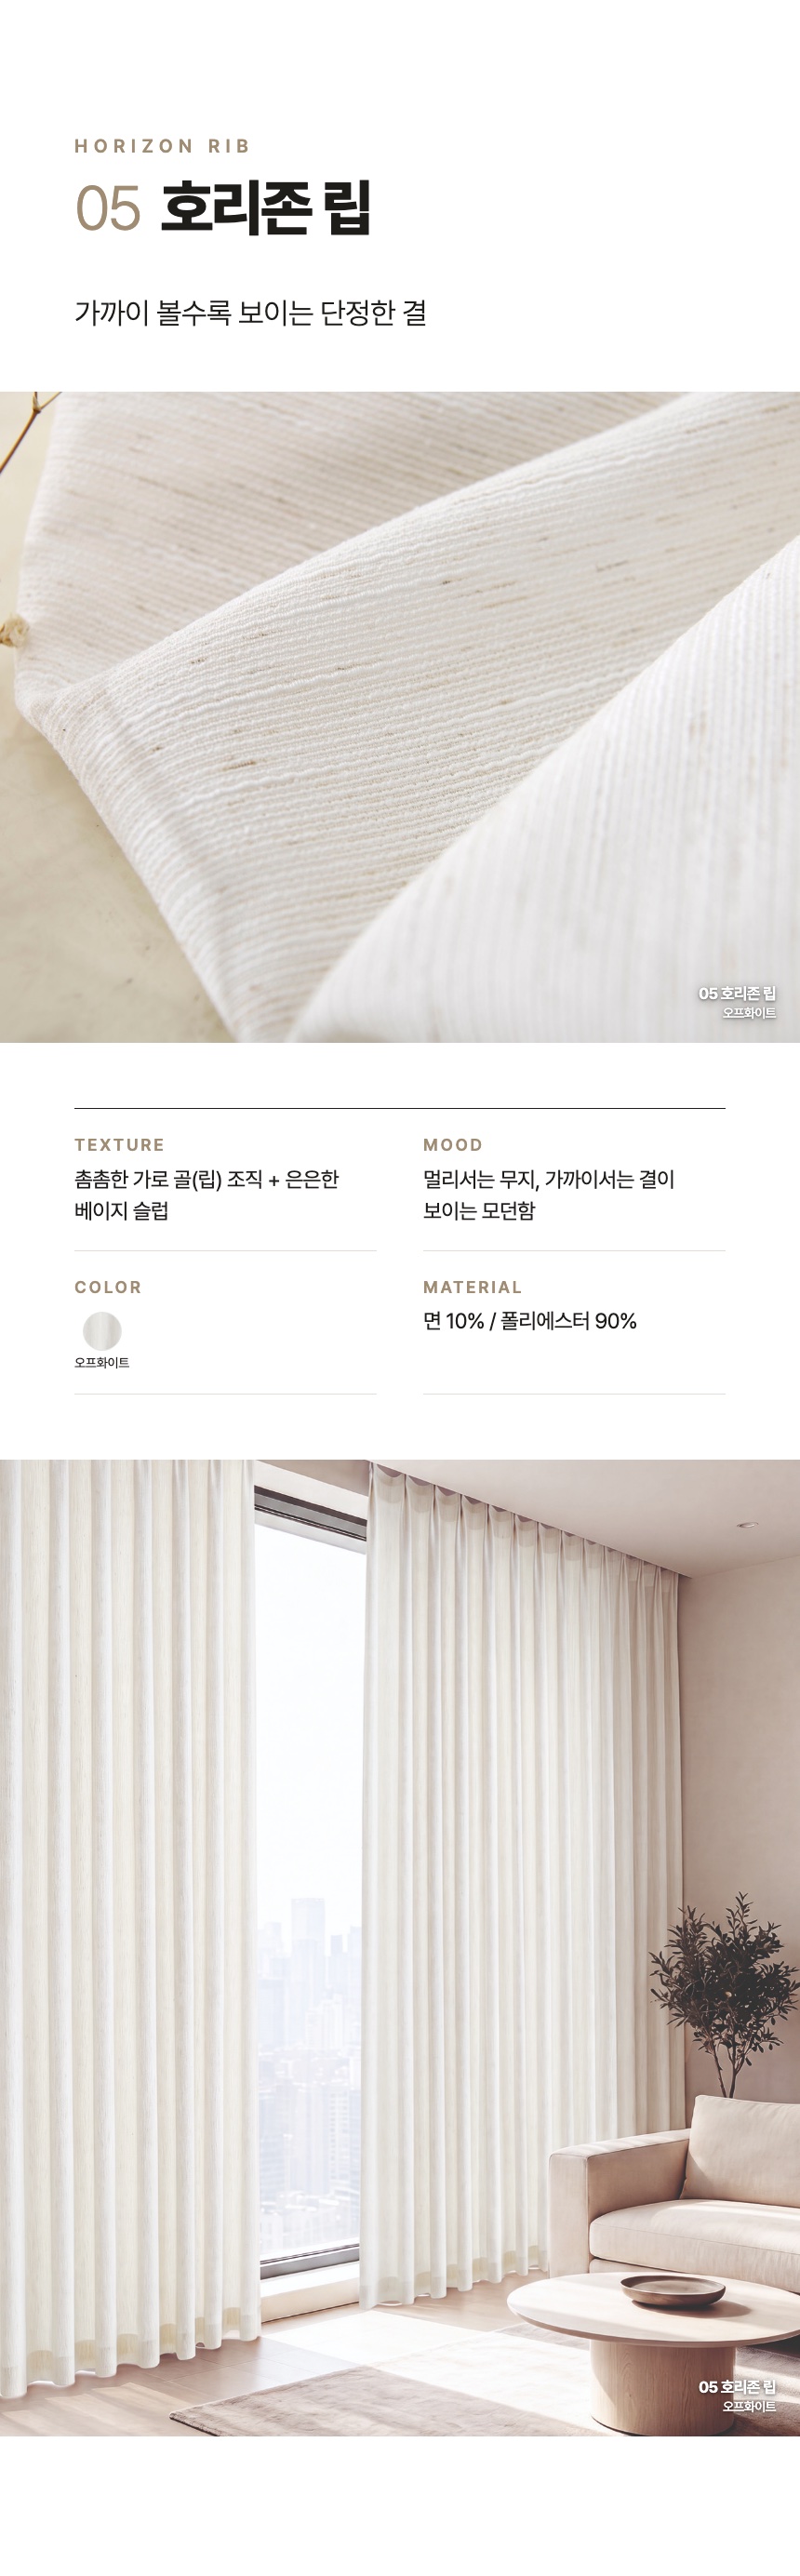 HORIZON RIB
05 호리존 립
가까이 볼수록 보이는 단정한 결
05 호리존 립
오프화이트
TEXTURE
촘촘한 가로 골(립) 조직 + 은은한
베이지 슬럽
MOOD
멀리서는 무지, 가까이서는 결이
보이는 모던함
COLOR
오프화이트
MATERIAL
면 10% / 폴리에스터 90%
05 호리존 립
오프화이트